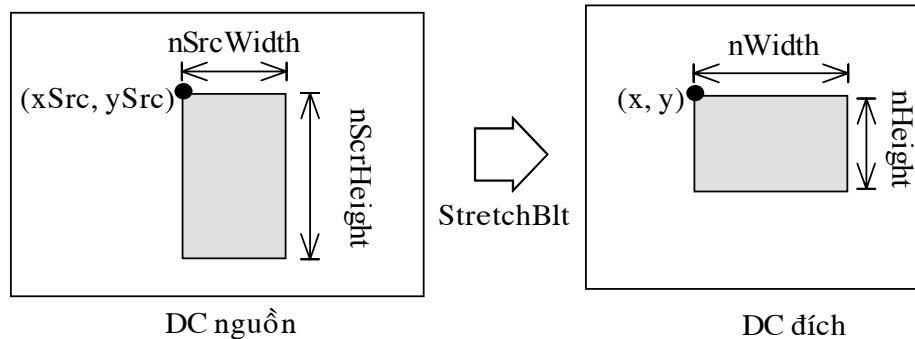 nSrcWidth
(xSrc, ySrc)
nScrHeight
DC nguồn
StretchBlt
nWidth
(x, y)
nHeight
DC đích